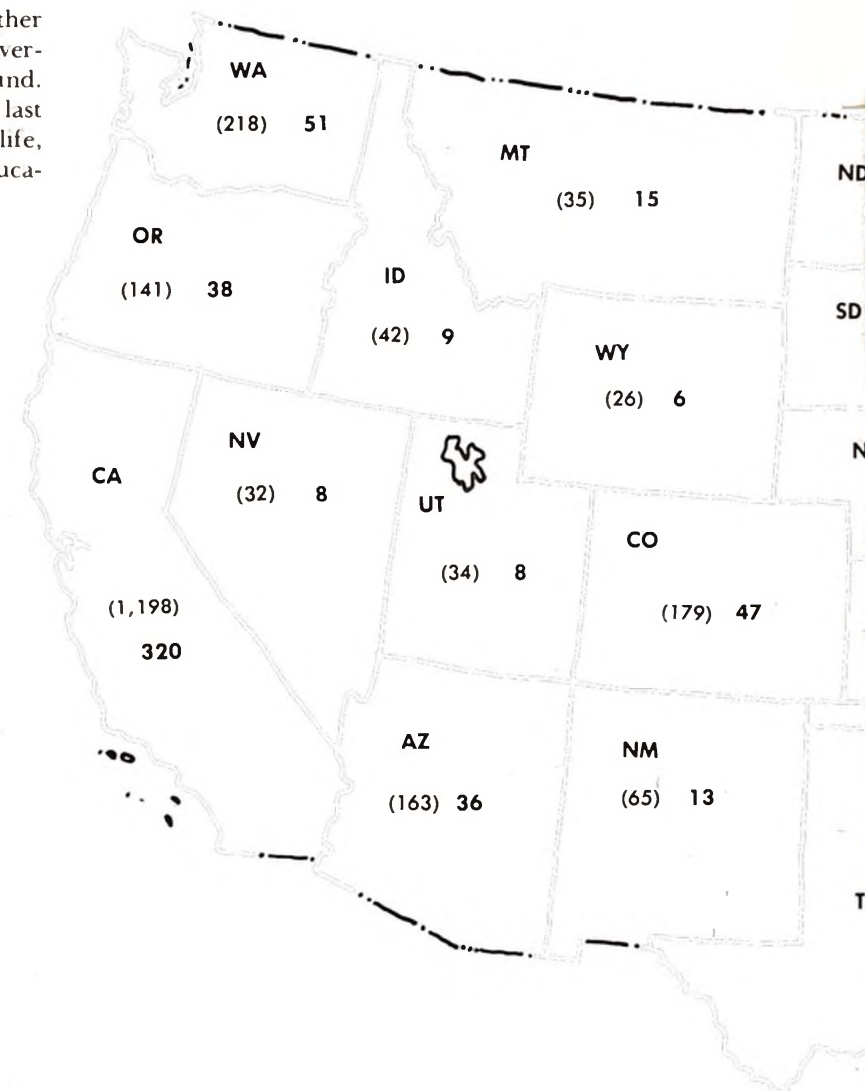 ther
ver-
und.
last
life,
uca-
WA
(218) 51
MT
(35) 15
ND
OR
(141) 38
ID
(42) 9
SD
WY
(26) 6
NV
(32) 8
N
CA
UT
(34) 8
CO
(179) 47
(1,198)
320
AZ
(163) 36
NM
(65) 13
T